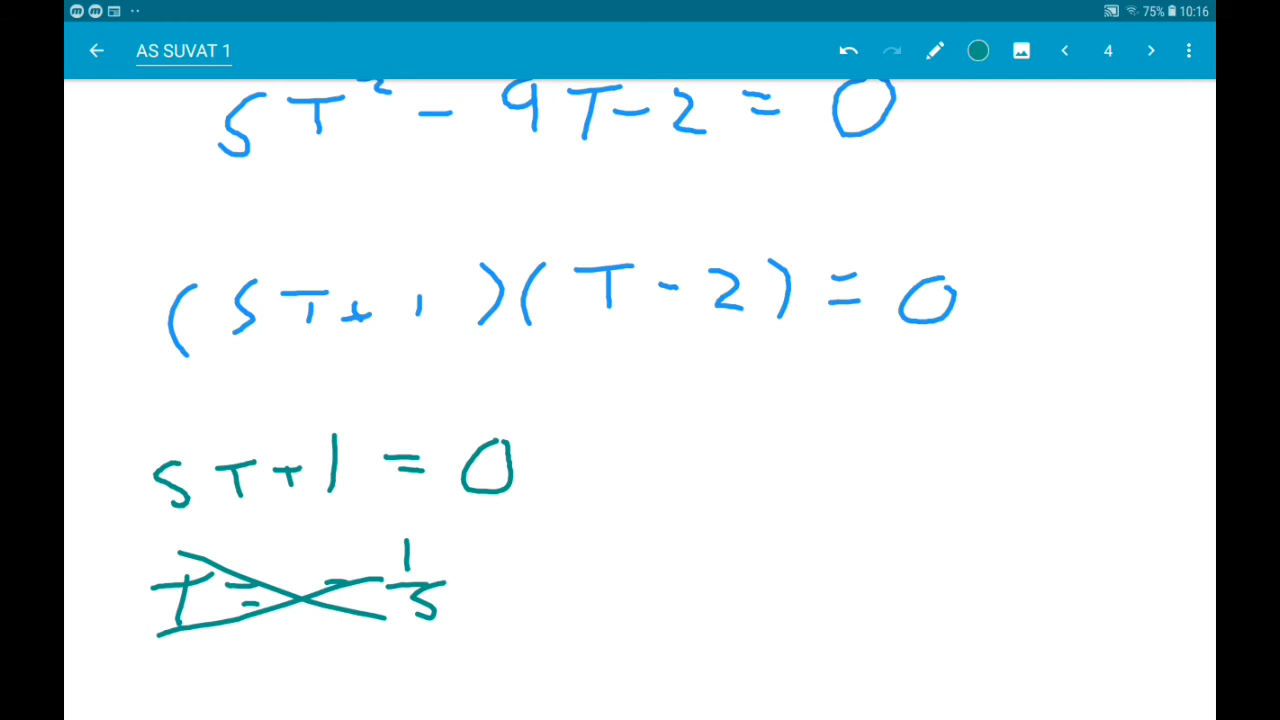 75% 10:16
AS SUVAT 1 4
5T² - 9T - 2 = 0
(5T + 1)(T - 2) = 0
5T + 1 = 0
T = - 1/5